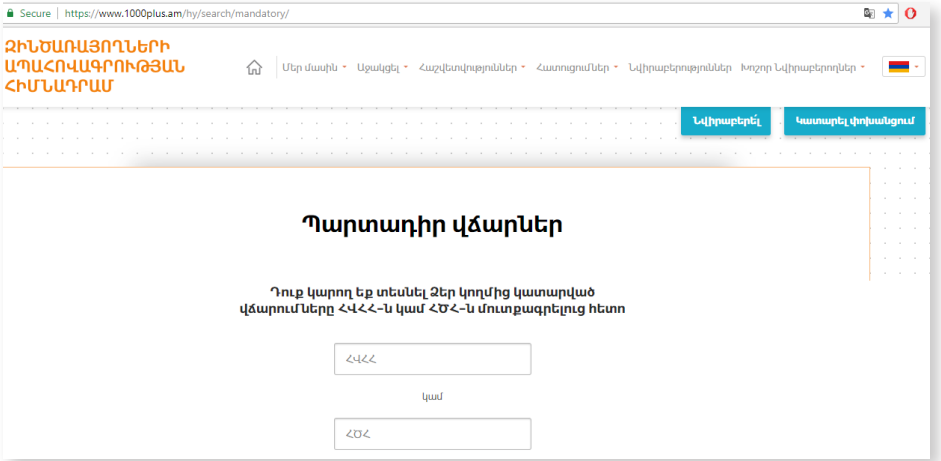 Secure | https://www.1000plus.am/hy/search/mandatory/
ԶԻՆԾԱՌԱՅՈՂՆԵՐԻ
ԱՊԱՀՈՎԱԳՐՈՒԹՅԱՆ
ՀԻՄՆԱԴՐԱՄ
Մեր մասին Աջակցել Հաշվետվություններ Հատուցումներ Նվիրաբերություններ Խոշոր Նվիրաբերողներ
Նվիրաբերե՛լ Կատարել փոխանցում
Պարտադիր վճարներ
Դուք կարող եք տեսնել Ձեր կողմից կատարված
վճարումները ՀՎՀՀ-ն կամ ՀԾՀ-ն մուտքագրելուց հետո
ՀՎՀՀ
կամ
ՀԾՀ